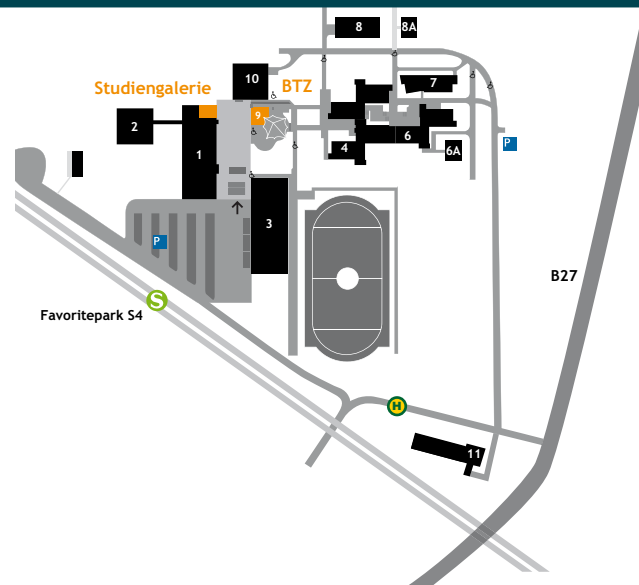 8
8A
10
7
Studiengalerie
BTZ
9
2
1
4
6
6A
P
3
P
B27
S
Favoritepark S4
H
11